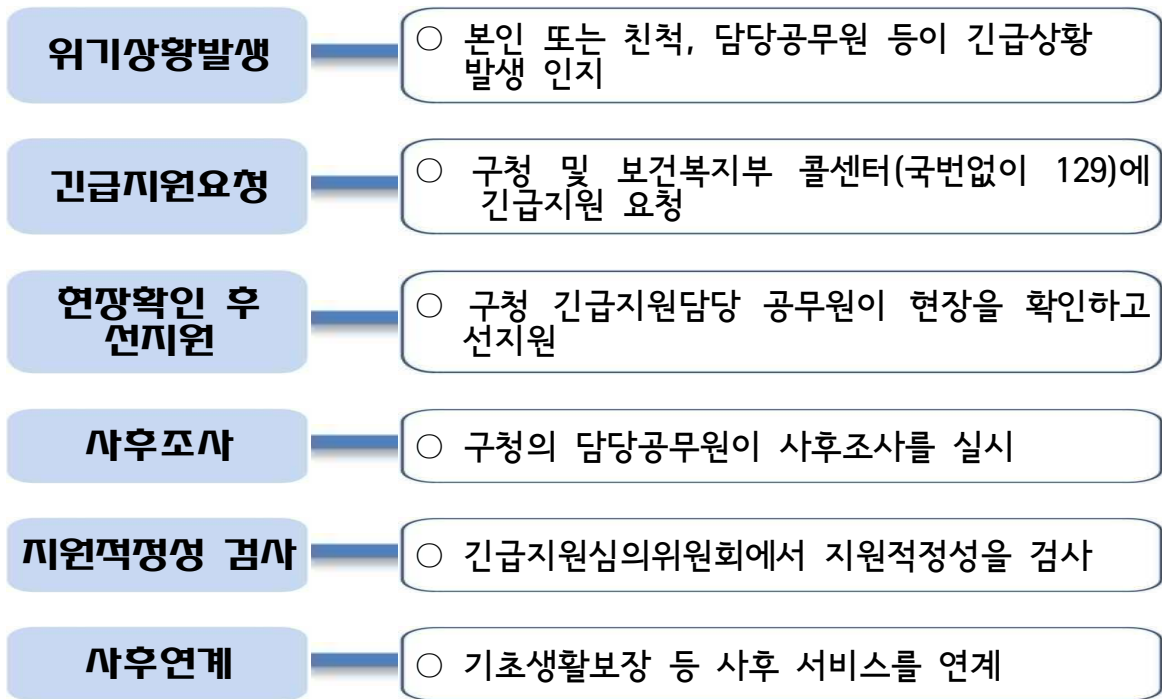 위기상황발생
○ 본인 또는 친척, 담당공무원 등이 긴급상황
발생 인지
긴급지원요청
○ 구청 및 보건복지부 콜센터(국번없이 129)에
긴급지원 요청
현장확인 후
선지원
○ 구청 긴급지원담당 공무원이 현장을 확인하고
선지원
사후조사
○ 구청의 담당공무원이 사후조사를 실시
지원적정성 검사
○ 긴급지원심의위원회에서 지원적정성을 검사
사후연계
○ 기초생활보장 등 사후 서비스를 연계